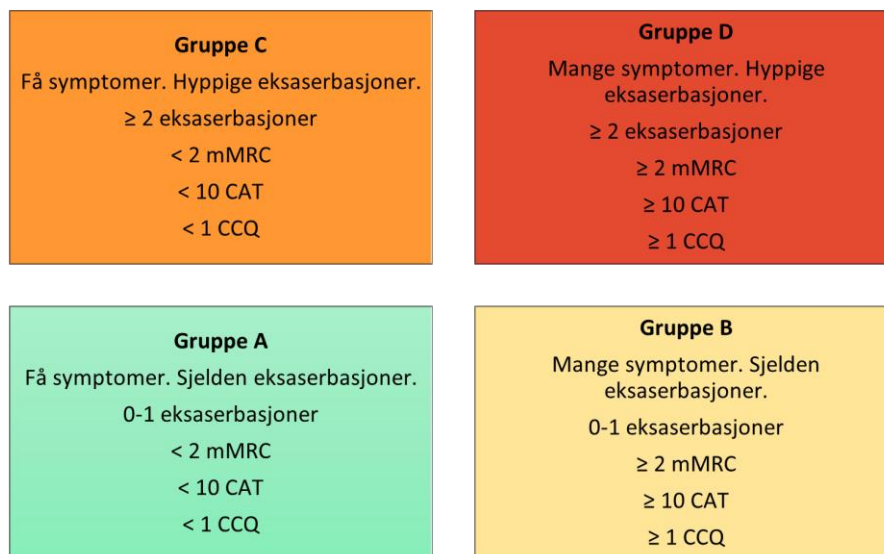 Gruppe C
Få symptomer. Hyppige eksaserbasjoner.
≥ 2 eksaserbasjoner
< 2 mMRC
< 10 CAT
< 1 CCQ
Gruppe D
Mange symptomer. Hyppige
eksaserbasjoner.
≥ 2 eksaserbasjoner
≥ 2 mMRC
≥ 10 CAT
≥ 1 CCQ
Gruppe A
Få symptomer. Sjelden eksaserbasjoner.
0-1 eksaserbasjoner
< 2 mMRC
< 10 CAT
< 1 CCQ
Gruppe B
Mange symptomer. Sjelden
eksaserbasjoner.
0-1 eksaserbasjoner
≥ 2 mMRC
≥ 10 CAT
≥ 1 CCQ